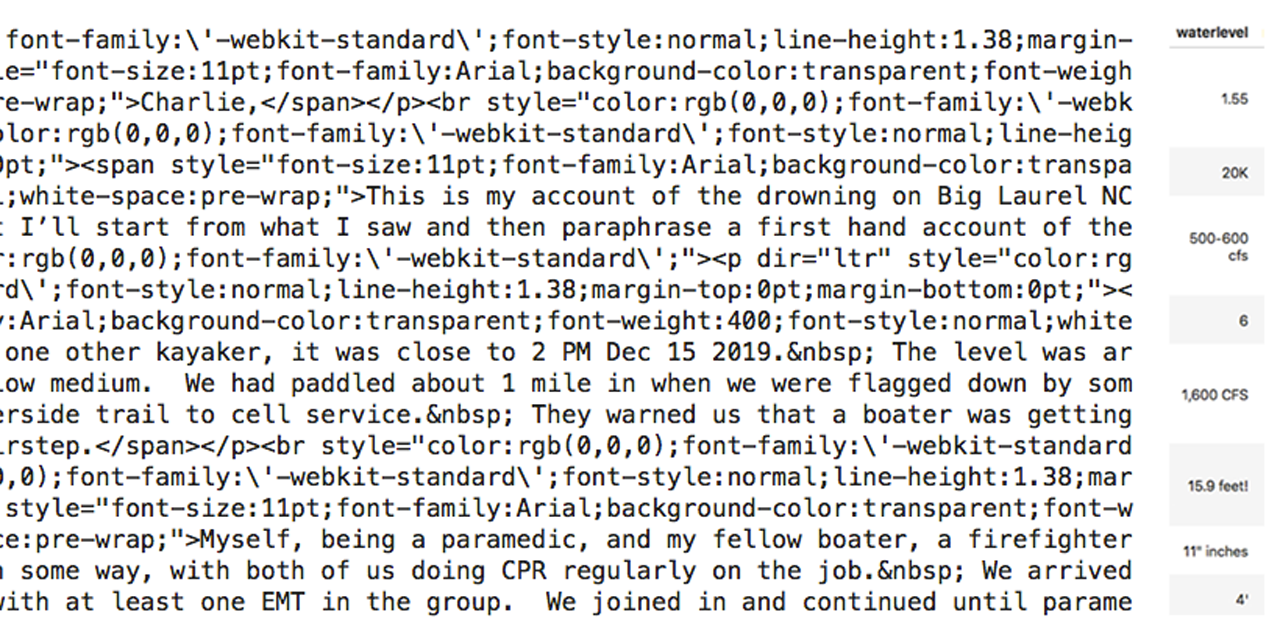 font-family:\'-webkit-standard\';font-style:normal;line-height:1.38;margin-
le="font-size:11pt;font-family:Arial;background-color:transparent;font-weigh
re-wrap;">Charlie,</span></p><br style="color:rgb(0,0,0);font-family:\'-webk
olor:rgb(0,0,0);font-family:\'-webkit-standard\';font-style:normal;line-heig
0pt;"><span style="font-size:11pt;font-family:Arial;background-color:transpa
l;white-space:pre-wrap;">This is my account of the drowning on Big Laurel NC
t I’ll start from what I saw and then paraphrase a first hand account of the
r:rgb(0,0,0);font-family:\'-webkit-standard\';"><p dir="ltr" style="color:rg
rd\';font-style:normal;line-height:1.38;margin-top:0pt;margin-bottom:0pt;"><
y:Arial;background-color:transparent;font-weight:400;font-style:normal;white
one other kayaker, it was close to 2 PM Dec 15 2019.&nbsp; The level was ar
low medium.  We had paddled about 1 mile in when we were flagged down by som
erside trail to cell service.&nbsp; They warned us that a boater was getting
irstep.</span></p><br style="color:rgb(0,0,0);font-family:\'-webkit-standard
0,0);font-family:\'-webkit-standard\';font-style:normal;line-height:1.38;mar
style="font-size:11pt;font-family:Arial;background-color:transparent;font-w
ce:pre-wrap;">Myself, being a paramedic, and my fellow boater, a firefighter
n some way, with both of us doing CPR regularly on the job.&nbsp; We arrived
with at least one EMT in the group.  We joined in and continued until parame
waterlevel
1.55
20K
500-600
cfs
6
1,600 CFS
15.9 feet!
11" inches
4'